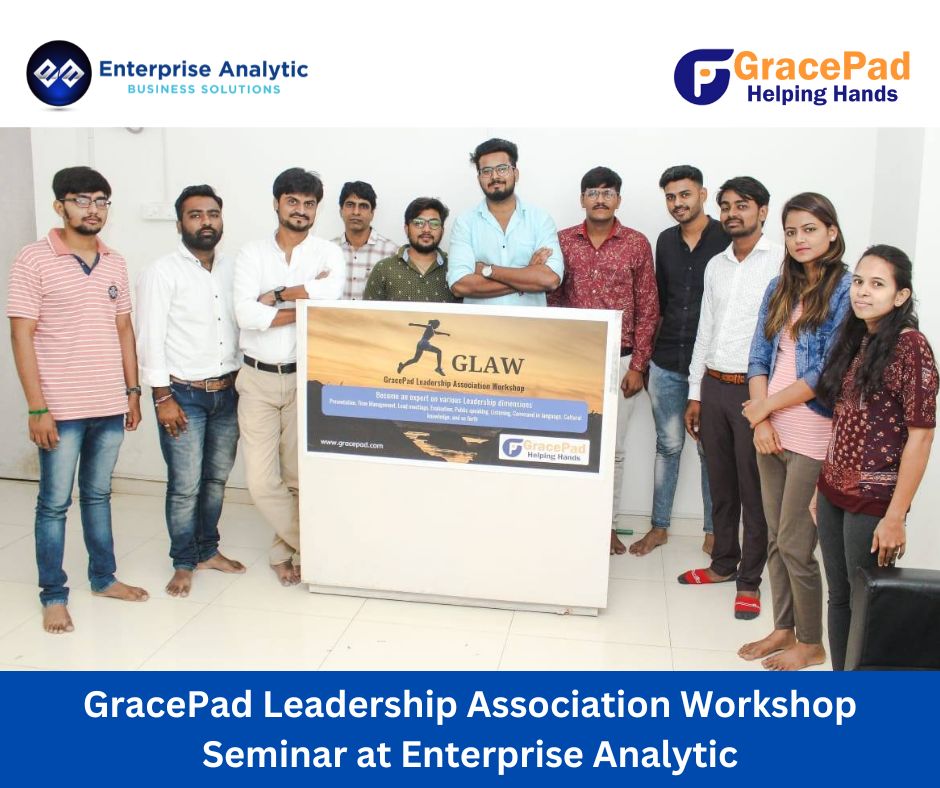 Enterprise Analytic
BUSINESS SOLUTIONS
GracePad
Helping Hands
GLAW
GracePad Leadership Association Workshop
Become an expert on various Leadership dimensions
Presentation, Time Management, Lead meetings, Evaluation, Public speaking, Listening, Command in language, Cultural
knowledge, and so forth
www.gracepad.com
GracePad
Helping Hands
GracePad Leadership Association Workshop
Seminar at Enterprise Analytic